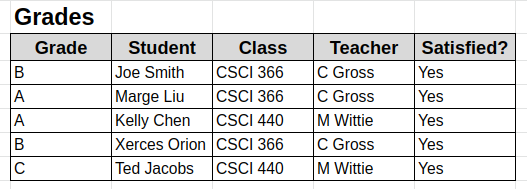 Grades
Grade Student Class Teacher Satisfied?
B Joe Smith CSCI 366 C Gross Yes
A Marge Liu CSCI 366 C Gross Yes
A Kelly Chen CSCI 440 M Wittie Yes
B Xerces Orion CSCI 366 C Gross Yes
C Ted Jacobs CSCI 440 M Wittie Yes